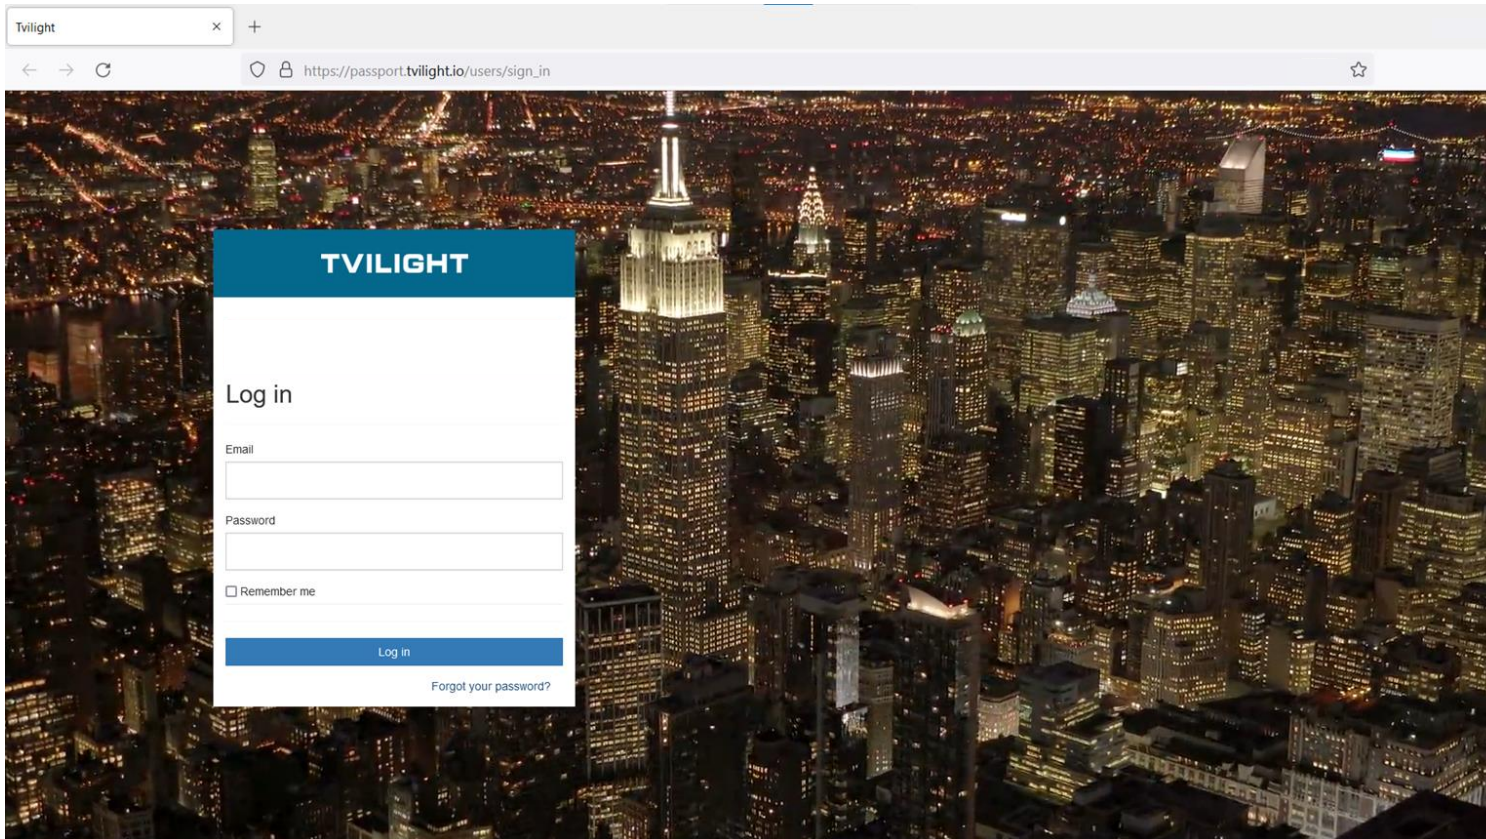 Tvilight
https://passport.tvilight.io/users/sign_in
TVILIGHT
Log in
Email
Password
Remember me
Log in
Forgot your password?